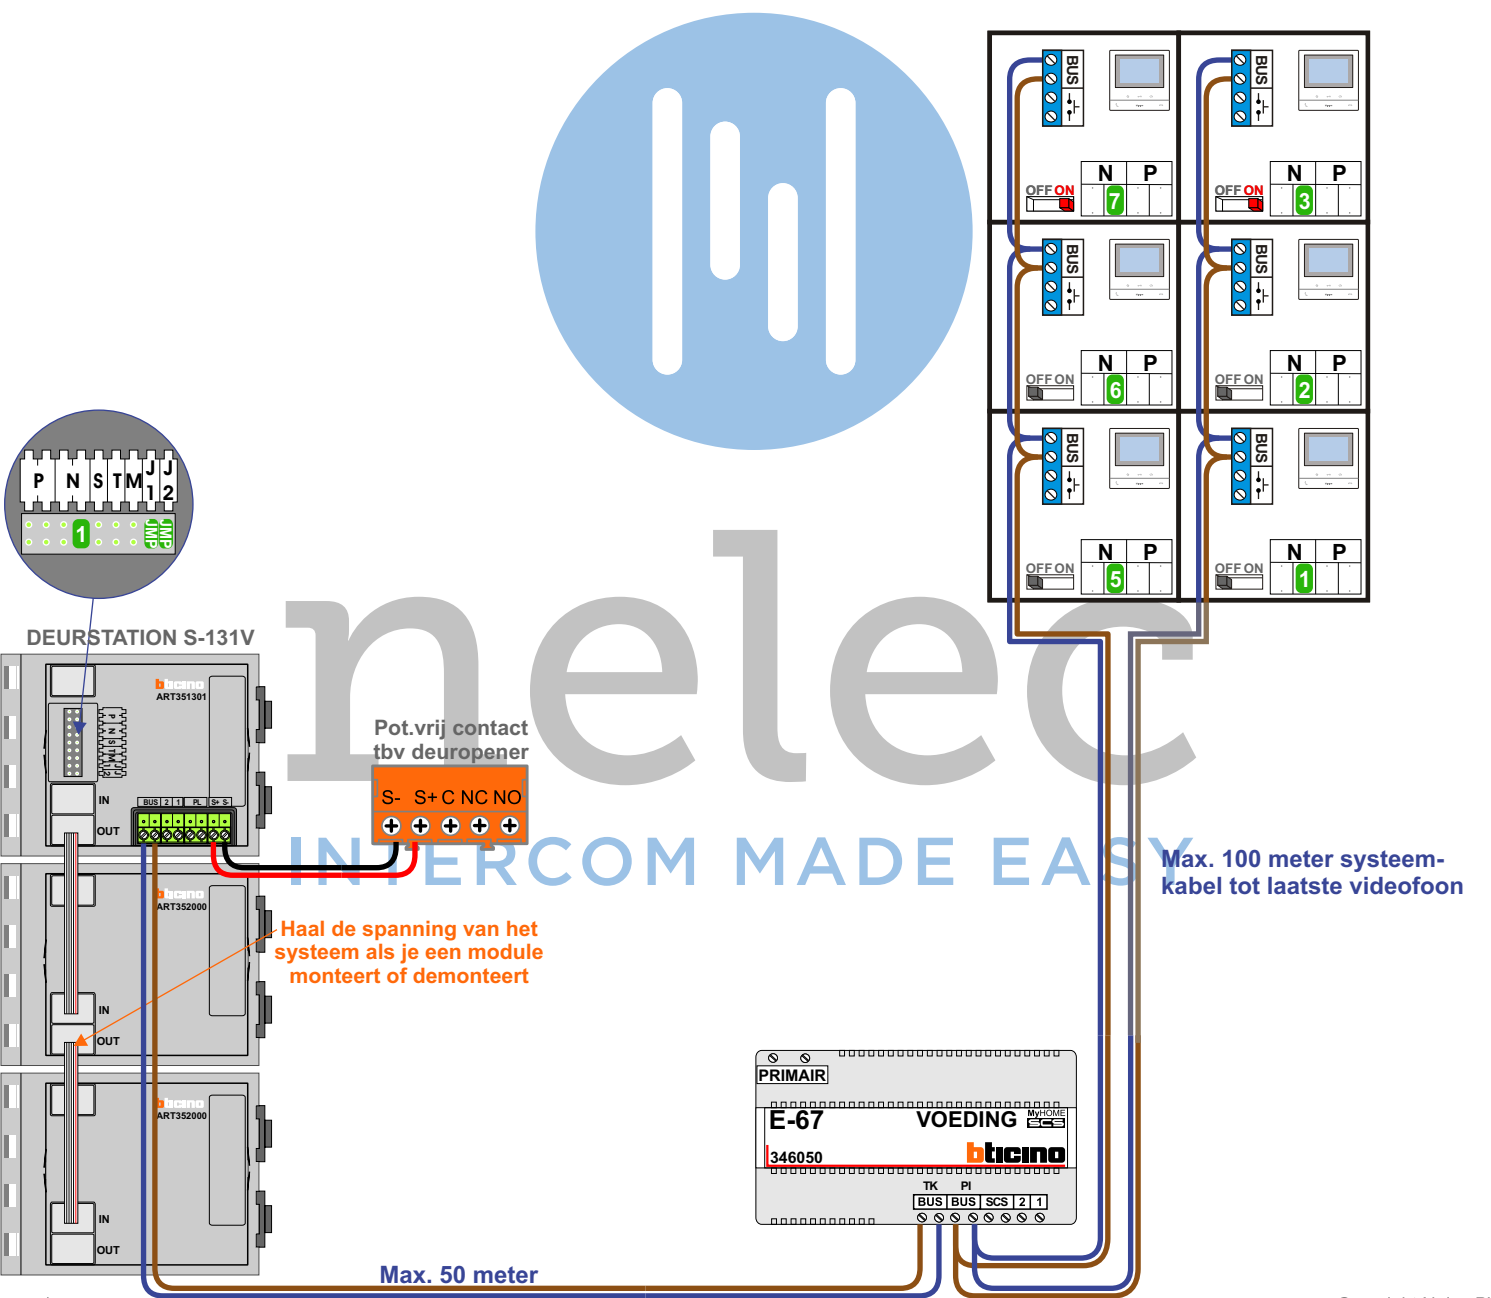 BUS
OFF ON
N P
7
BUS
OFF ON
N P
3
BUS
OFF ON
N P
6
BUS
OFF ON
N P
2
BUS
OFF ON
N P
5
BUS
OFF ON
N P
1
P N S T M J1 J2
1 JMP JMP
DEURSTATION S-131V
bticino
ART351301
P N S T M J1 J2
IN
OUT
BUS 2 1 PL S+ S-
Pot.vrij contact
tbv deuropener
S- S+ C NC NO
nelec
INTERCOM MADE EASY
Max. 100 meter systeem-
kabel tot laatste videofoon
bticino
ART352000
Haal de spanning van het
systeem als je een module
monteert of demonteert
IN
OUT
bticino
ART352000
IN
OUT
PRIMAIR
E-67 VOEDING MyHOME
SCS
346050 bticino
TK PI
BUS BUS SCS 2 1
Max. 50 meter